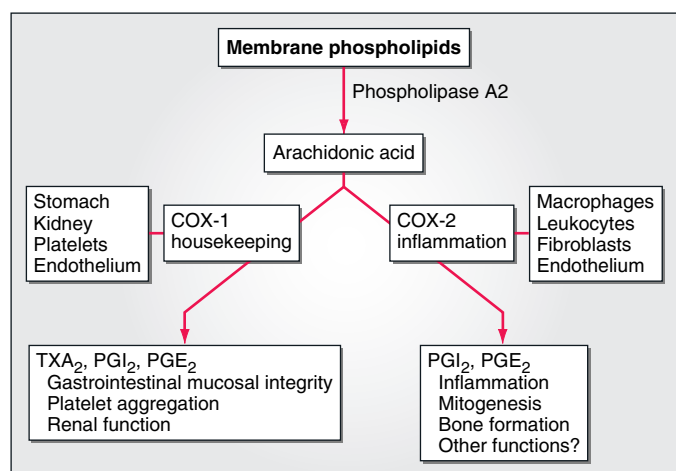 Membrane phospholipids
Phospholipase A2
Arachidonic acid
Stomach
Kidney
Platelets
Endothelium
COX-1
housekeeping
COX-2
inflammation
Macrophages
Leukocytes
Fibroblasts
Endothelium
TXA₂, PGI₂, PGE₂
Gastrointestinal mucosal integrity
Platelet aggregation
Renal function
PGI₂, PGE₂
Inflammation
Mitogenesis
Bone formation
Other functions?